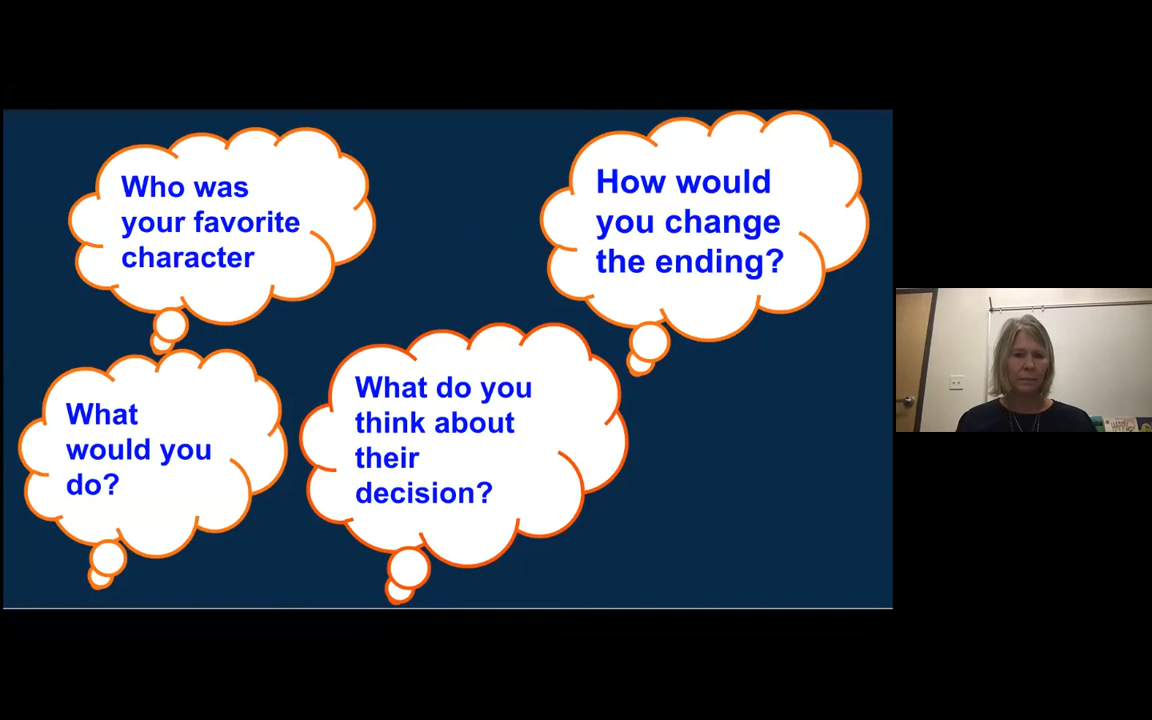 Who was
your favorite
character
How would
you change
the ending?
What
would you
do?
What do you
think about
their
decision?